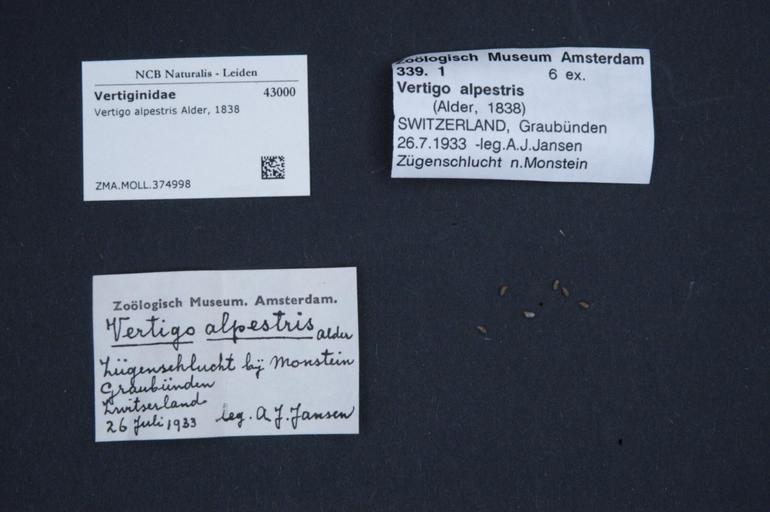 NCB Naturalis - Leiden
Vertiginidae 43000
Vertigo alpestris Alder, 1838
ZMA.MOLL.374998
Zoölogisch Museum Amsterdam
339. 1 6 ex.
Vertigo alpestris
(Alder, 1838)
SWITZERLAND, Graubünden
26.7.1933 -leg.A.J.Jansen
Zügenschlucht n.Monstein
Zoölogisch Museum. Amsterdam.
Vertigo alpestris Alder
Zügenschlucht bij Monstein
Graubünden
Zwitserland
26 Juli 1933 leg. A J. Jansen